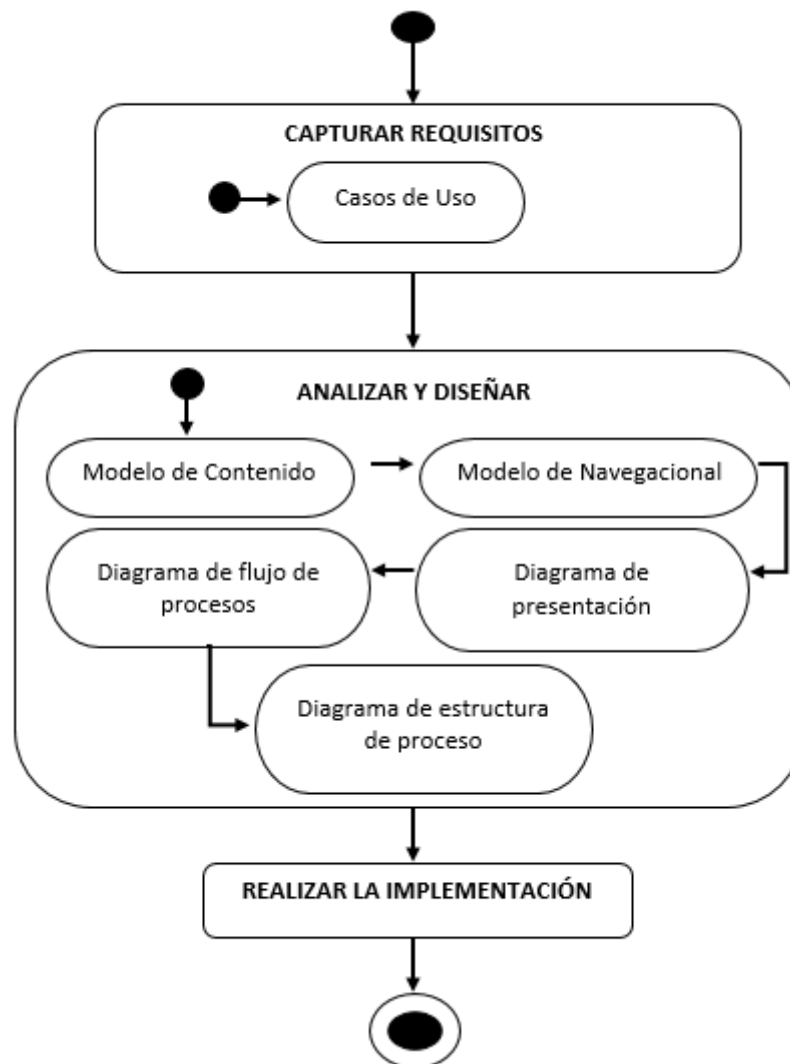 CAPTURAR REQUISITOS
Casos de Uso
ANALIZAR Y DISEÑAR
Modelo de Contenido
Modelo de Navegacional
Diagrama de flujo de
procesos
Diagrama de
presentación
Diagrama de estructura
de proceso
REALIZAR LA IMPLEMENTACIÓN